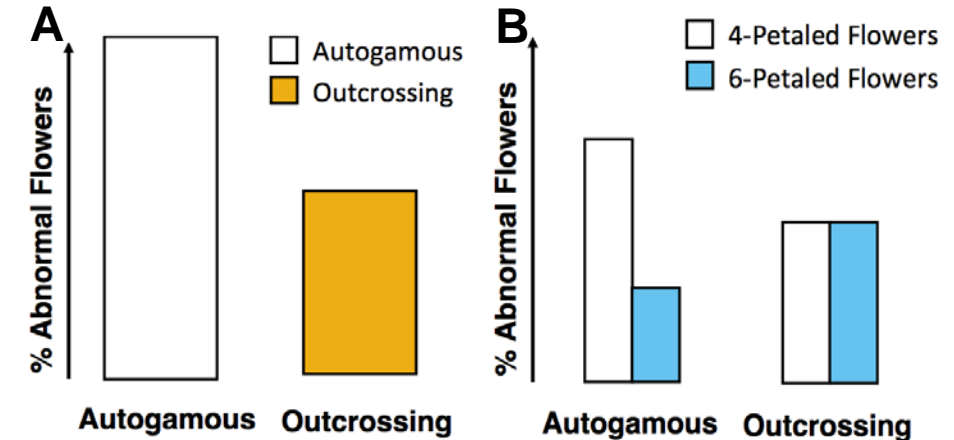 A
% Abnormal Flowers
Autogamous
Outcrossing
Autogamous
Outcrossing
B
% Abnormal Flowers
4-Petaled Flowers
6-Petaled Flowers
Autogamous
Outcrossing